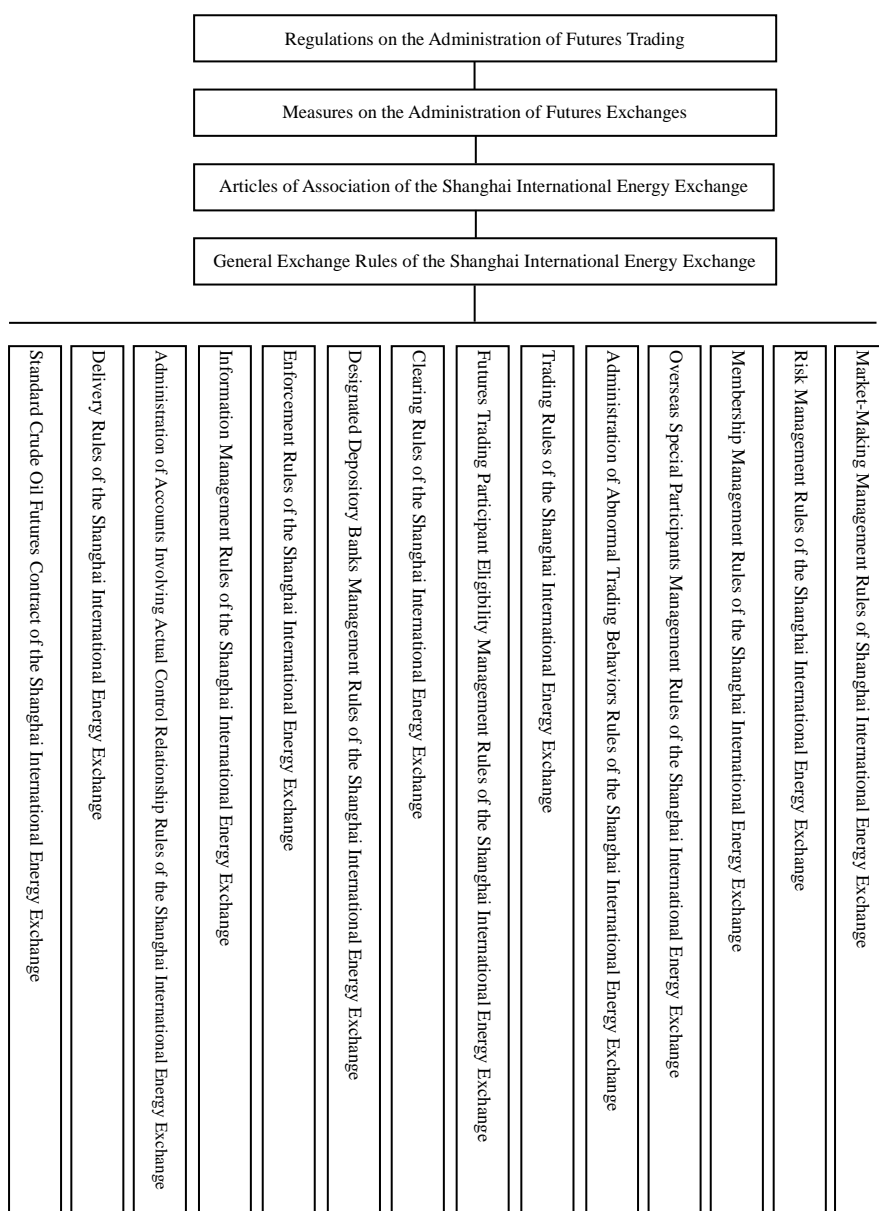 Regulations on the Administration of Futures Trading
Measures on the Administration of Futures Exchanges
Articles of Association of the Shanghai International Energy Exchange
General Exchange Rules of the Shanghai International Energy Exchange
Standard Crude Oil Futures Contract of the Shanghai International Energy Exchange
Delivery Rules of the Shanghai International Energy Exchange
Administration of Accounts Involving Actual Control Relationship Rules of the Shanghai International Energy Exchange
Information Management Rules of the Shanghai International Energy Exchange
Enforcement Rules of the Shanghai International Energy Exchange
Designated Depository Banks Management Rules of the Shanghai International Energy Exchange
Clearing Rules of the Shanghai International Energy Exchange
Futures Trading Participant Eligibility Management Rules of the Shanghai International Energy Exchange
Trading Rules of the Shanghai International Energy Exchange
Administration of Abnormal Trading Behaviors Rules of the Shanghai International Energy Exchange
Overseas Special Participants Management Rules of the Shanghai International Energy Exchange
Membership Management Rules of the Shanghai International Energy Exchange
Risk Management Rules of the Shanghai International Energy Exchange
Market-Making Management Rules of Shanghai International Energy Exchange